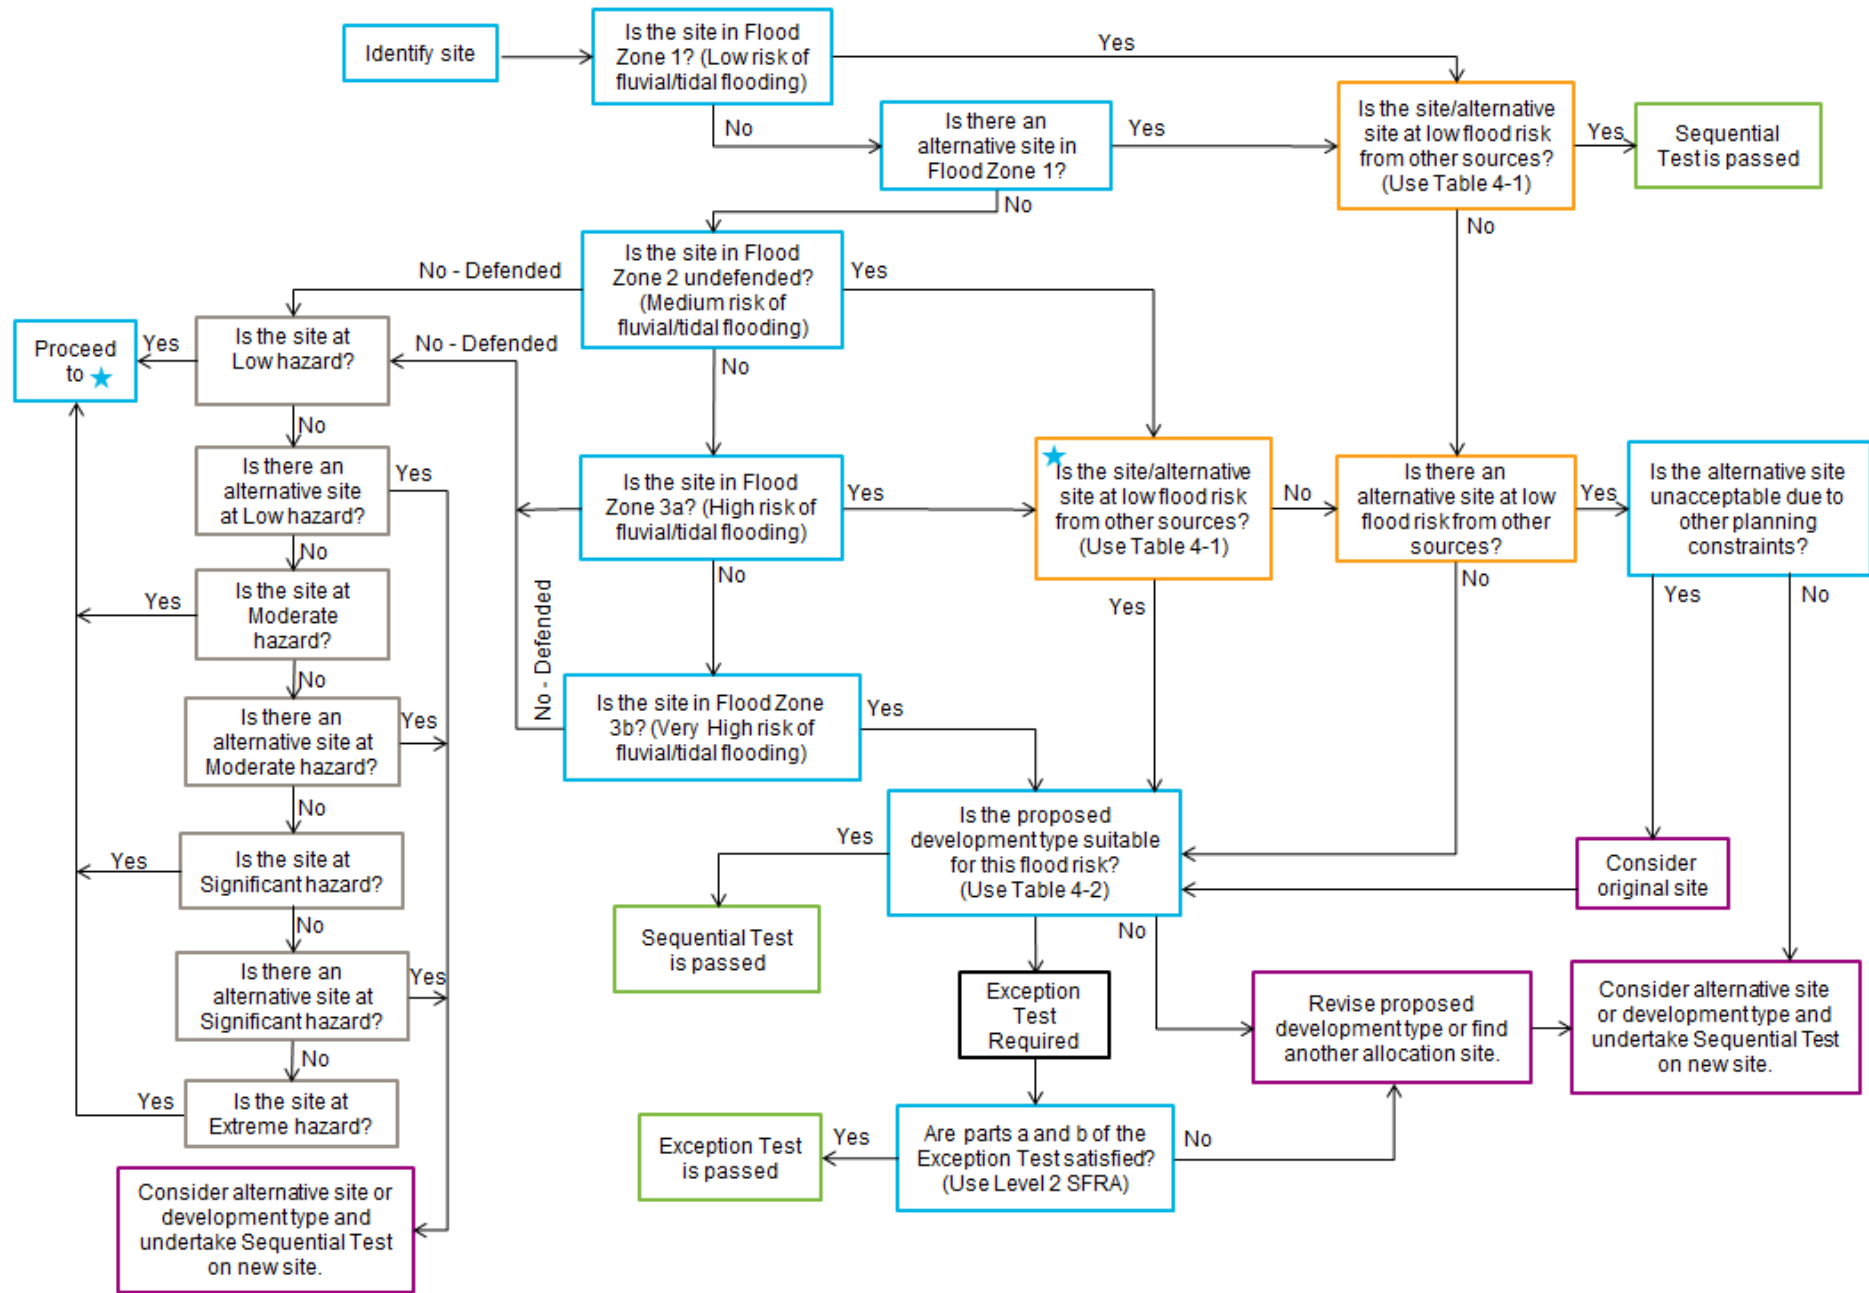 Identify site
Is the site in Flood
Zone 1? (Low risk of
fluvial/tidal flooding)
Yes
No
Is there an
alternative site in
Flood Zone 1?
Yes
No
Is the site/alternative
site at low flood risk
from other sources?
(Use Table 4-1)
Yes
Sequential
Test is passed
No
Is the site in Flood
Zone 2 undefended?
(Medium risk of
fluvial/tidal flooding)
No - Defended
Yes
No
Proceed
to
Yes
Is the site at
Low hazard?
No - Defended
No
Is there an
alternative site
at Low hazard?
Yes
No
Is the site at
Moderate
hazard?
Yes
No
Is there an
alternative site at
Moderate hazard?
Yes
No
Is the site at
Significant hazard?
Yes
No
Is there an
alternative site at
Significant hazard?
Yes
No
Is the site at
Extreme hazard?
Yes
Consider alternative site or
development type and
undertake Sequential Test
on new site.
Is the site in Flood
Zone 3a? (High risk of
fluvial/tidal flooding)
Yes
No
No - Defended
Is the site in Flood Zone
3b? (Very High risk of
fluvial/tidal flooding)
Yes
Is the site/alternative
site at low flood risk
from other sources?
(Use Table 4-1)
No
Yes
Is there an
alternative site at low
flood risk from other
sources?
Yes
No
Is the alternative site
unacceptable due to
other planning
constraints?
Yes
No
Consider
original site
Is the proposed
development type suitable
for this flood risk?
(Use Table 4-2)
Yes
No
Sequential Test
is passed
Exception
Test
Required
Revise proposed
development type or find
another allocation site.
Consider alternative site
or development type and
undertake Sequential Test
on new site.
Are parts a and b of the
Exception Test satisfied?
(Use Level 2 SFRA)
Yes
No
Exception Test
is passed